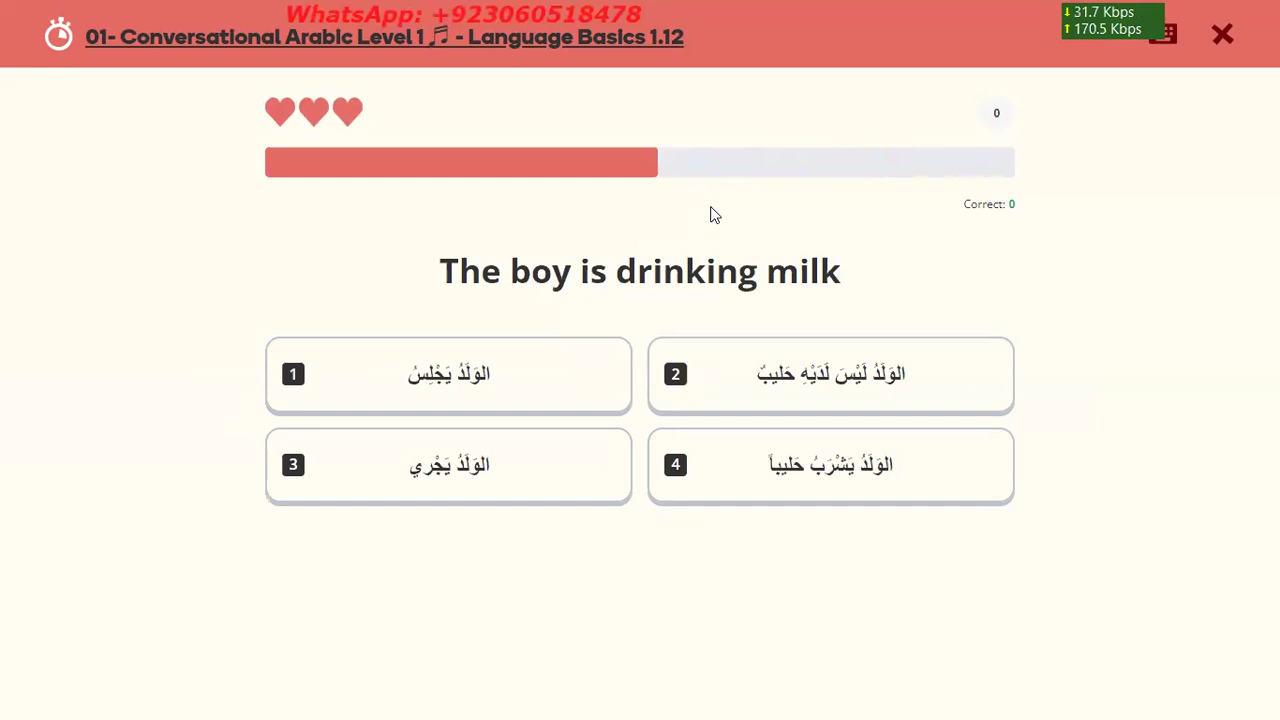 WhatsApp: +923060518478
01- Conversational Arabic Level 1🎵 - Language Basics 1.12
↓ 31.7 Kbps
↑ 170.5 Kbps
0
Correct: 0
The boy is drinking milk
1 الوَلَدُ يَجْلِسُ
2 الوَلَدُ لَيْسَ لَدَيْهِ حَليبٌ
3 الوَلَدُ يَجْري
4 الوَلَدُ يَشْرَبُ حَليباً